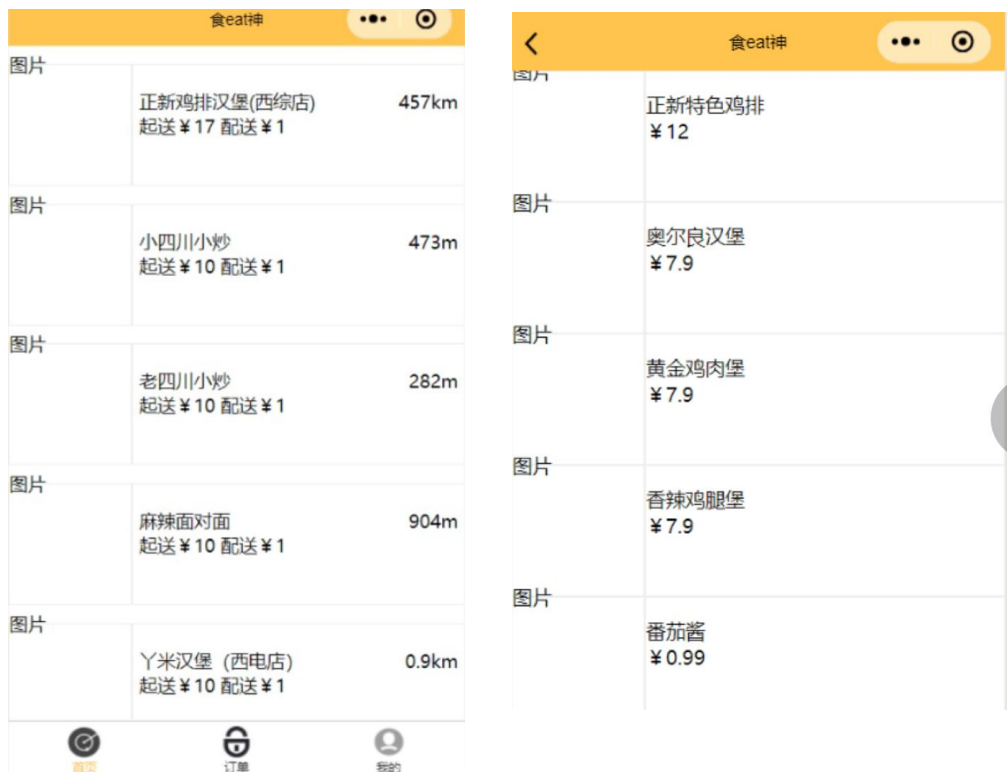 食eat神
图片
正新鸡排汉堡(西综店) 457km
起送¥17 配送¥1
图片
小四川小炒 473m
起送¥10 配送¥1
图片
老四川小炒 282m
起送¥10 配送¥1
图片
麻辣面对面 904m
起送¥10 配送¥1
图片
丫米汉堡（西电店） 0.9km
起送¥10 配送¥1
首页 订单 我的
食eat神
图片
正新特色鸡排
¥12
图片
奥尔良汉堡
¥7.9
图片
黄金鸡肉堡
¥7.9
图片
香辣鸡腿堡
¥7.9
图片
番茄酱
¥0.99